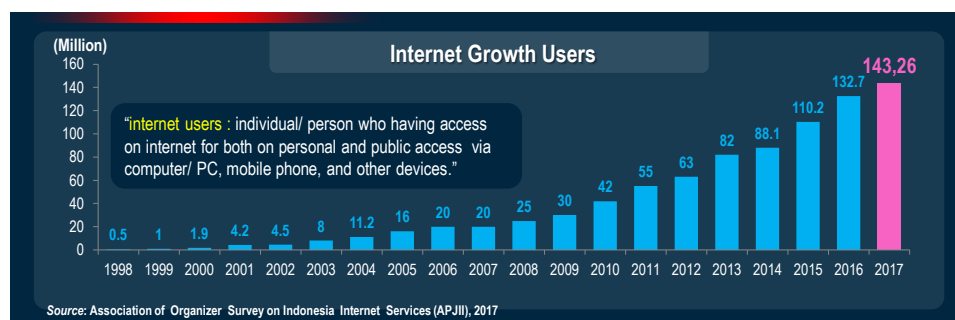 (Million)
Internet Growth Users
160
140
120
100
80
60
40
20
0
“internet users : individual/ person who having access
on internet for both on personal and public access via
computer/ PC, mobile phone, and other devices.”
0.5 1 1.9 4.2 4.5 8 11.2 16 20 20 25 30 42 55 63 82 88.1 110.2 132.7 143,26
1998 1999 2000 2001 2002 2003 2004 2005 2006 2007 2008 2009 2010 2011 2012 2013 2014 2015 2016 2017
Source: Association of Organizer Survey on Indonesia Internet Services (APJII), 2017